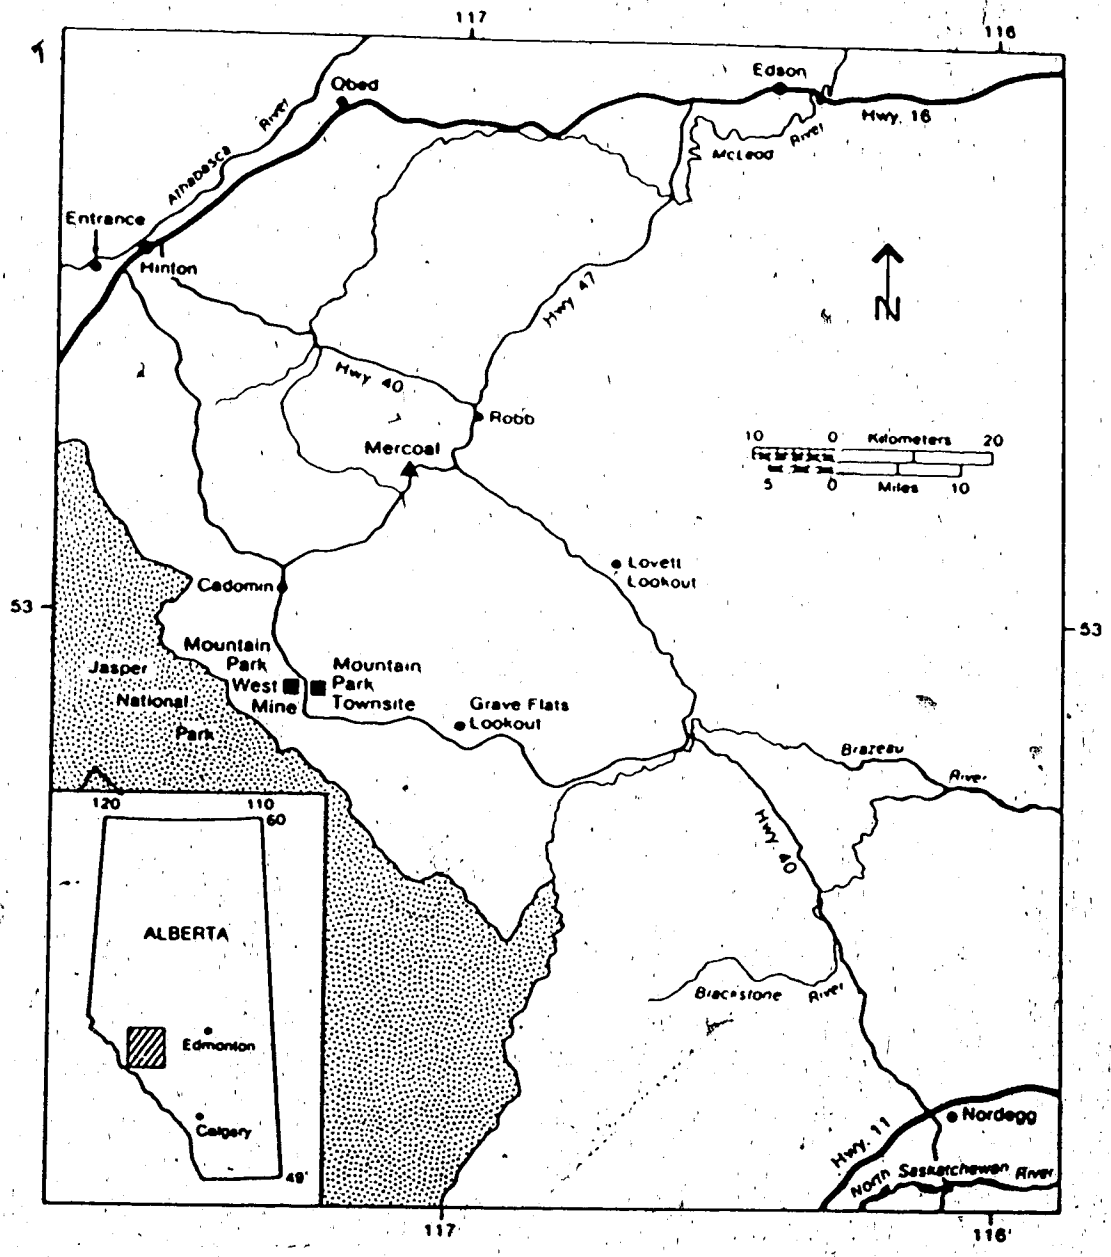 117
116
Obed
Edson
Hwy. 16
Athabasca River
McLeod River
Entrance
Hinton
Hwy 47
N
Hwy 40
Robb
Mercoal
10 0 Kilometers 20
5 0 Miles 10
Lovett
Lookout
Cadomin
53
53
Mountain
Park
West
Mine
Mountain
Park
Townsite
Jasper
National
Park
Grave Flats
Lookout
Brazeau River
120
110
60
Hwy. 40
ALBERTA
Edmonton
Blackstone River
Calgary
49'
Nordegg
Hwy. 11
North Saskatchewan River
117
116'